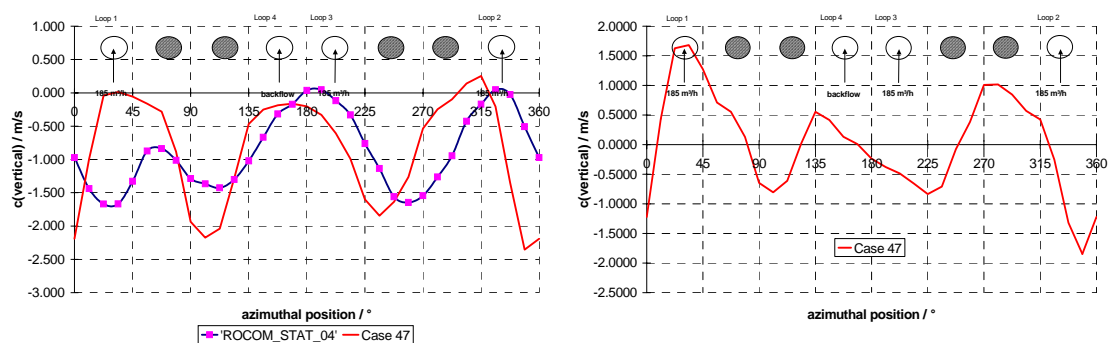 Loop 1
Loop 4
Loop 3
Loop 2
1.000
0.500
0.000
-0.500
-1.000
-1.500
-2.000
-2.500
-3.000
c(vertical) / m/s
185 m³/h
backflow
185 m³/h
185 m³/h
0
45
90
135
180
225
270
315
360
azimuthal position / °
'ROCOM_STAT_04'
Case 47
Loop 1
Loop 4
Loop 3
Loop 2
2.0000
1.5000
1.0000
0.5000
0.0000
-0.5000
-1.0000
-1.5000
-2.0000
-2.5000
c(vertical) / m/s
185 m³/h
backflow
185 m³/h
185 m³/h
0
45
90
135
180
225
270
315
360
Case 47
azimuthal position / °